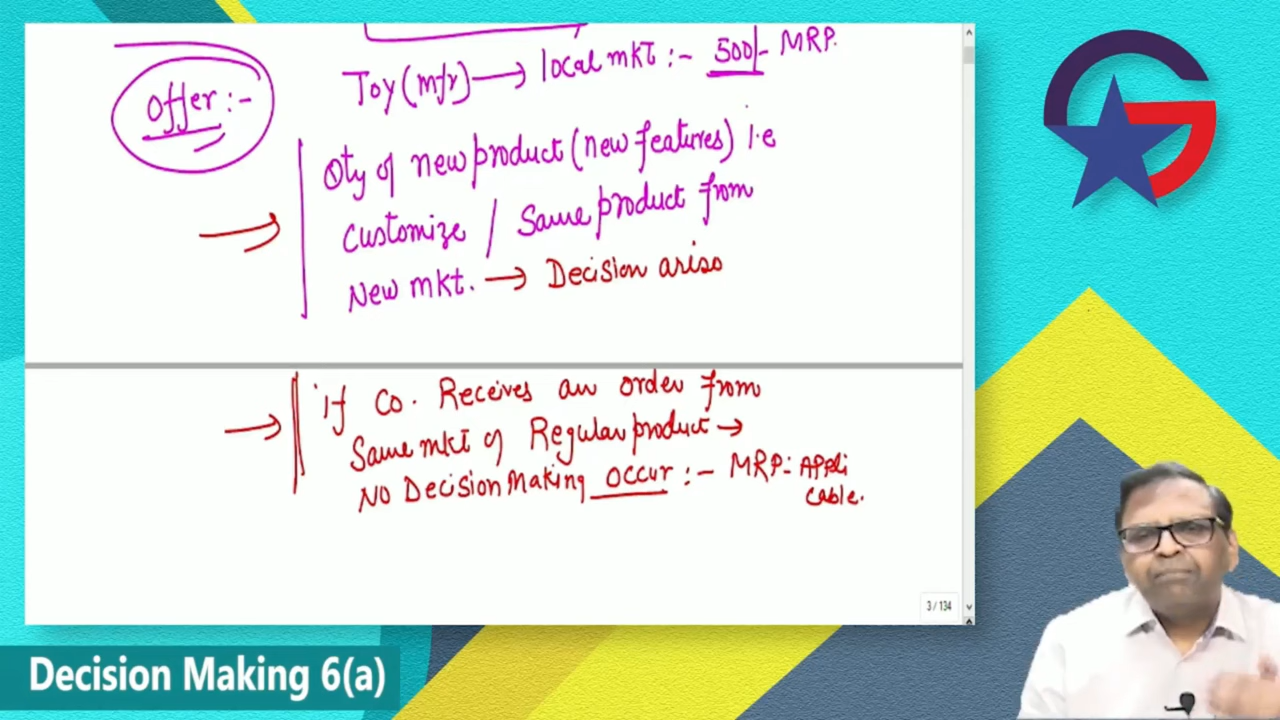 Toy (mfr) → local mkt :- 500/- MRP.
Offer :-
Qty of new product (new features) i.e
Customize / Same product from
New mkt. → Decision arise
if Co. Receives an order from
Same mkt of Regular product →
NO Decision Making occur :- MRP:- Appli
cable.
3 / 134
Decision Making 6(a)